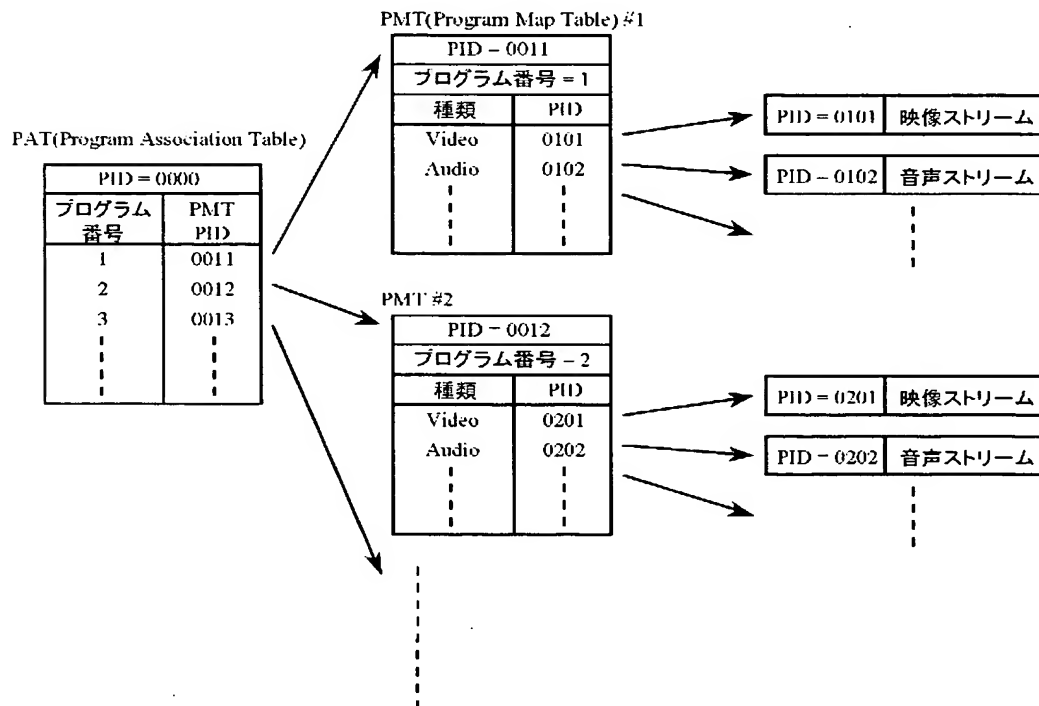 PMT(Program Map Table) #1
PID = 0011
プログラム番号 = 1
種類 PID
Video 0101
Audio 0102
PID = 0101 映像ストリーム
PID = 0102 音声ストリーム
PAT(Program Association Table)
PID = 0000
プログラム番号 PMT PID
1 0011
2 0012
3 0013
PMT #2
PID = 0012
プログラム番号 = 2
種類 PID
Video 0201
Audio 0202
PID = 0201 映像ストリーム
PID = 0202 音声ストリーム